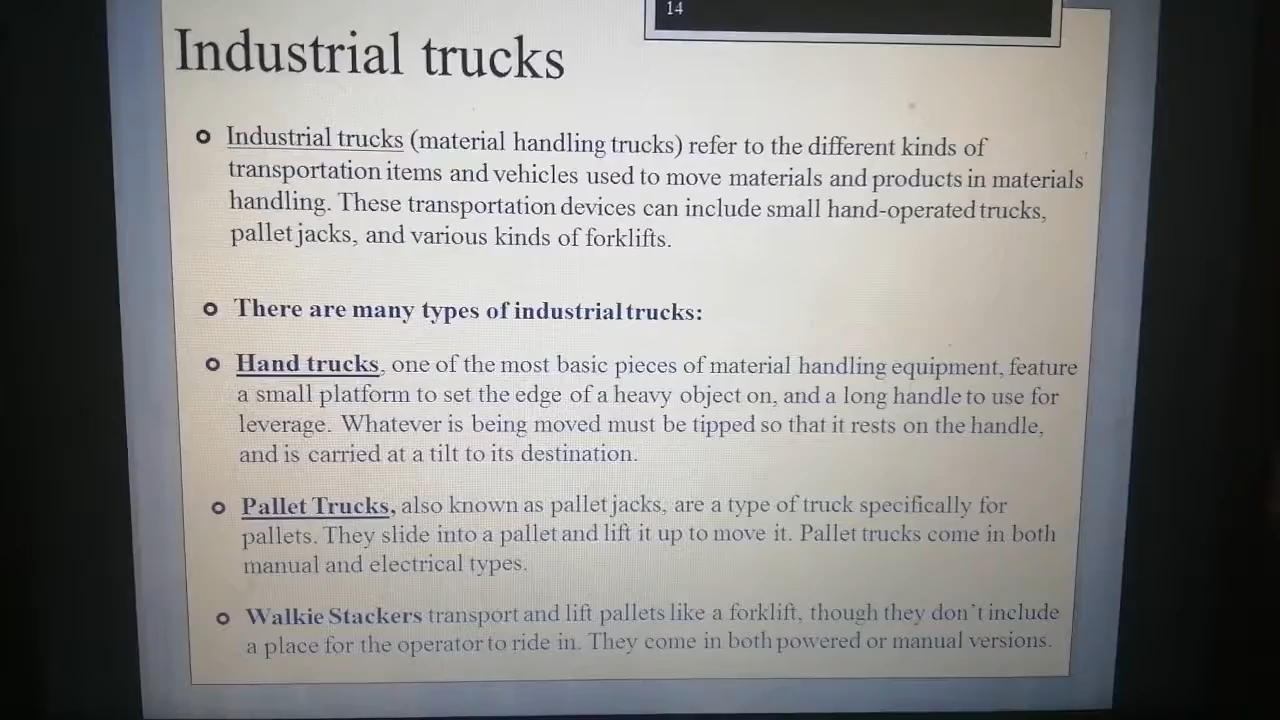 14
Industrial trucks
Industrial trucks (material handling trucks) refer to the different kinds of
transportation items and vehicles used to move materials and products in materials
handling. These transportation devices can include small hand-operated trucks,
pallet jacks, and various kinds of forklifts.
There are many types of industrial trucks:
Hand trucks, one of the most basic pieces of material handling equipment, feature
a small platform to set the edge of a heavy object on, and a long handle to use for
leverage. Whatever is being moved must be tipped so that it rests on the handle,
and is carried at a tilt to its destination.
Pallet Trucks, also known as pallet jacks, are a type of truck specifically for
pallets. They slide into a pallet and lift it up to move it. Pallet trucks come in both
manual and electrical types.
Walkie Stackers transport and lift pallets like a forklift, though they don't include
a place for the operator to ride in. They come in both powered or manual versions.